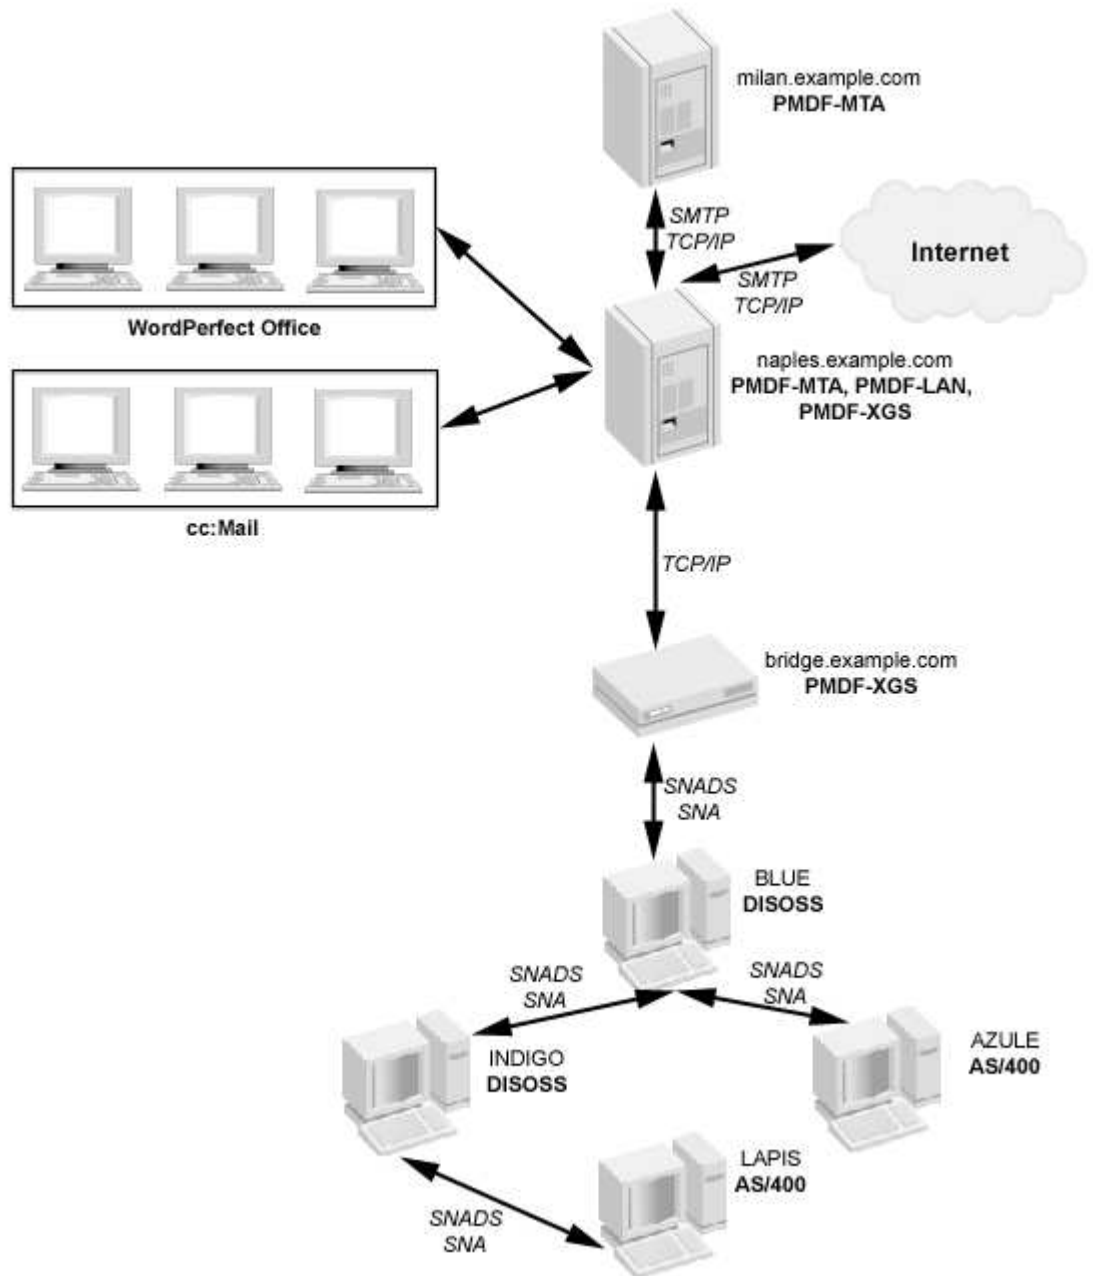 milan.example.com
PMDF-MTA
SMTP
TCP/IP
Internet
SMTP
TCP/IP
WordPerfect Office
naples.example.com
PMDF-MTA, PMDF-LAN,
PMDF-XGS
cc:Mail
TCP/IP
bridge.example.com
PMDF-XGS
SNADS
SNA
BLUE
DISOSS
SNADS
SNA
SNADS
SNA
INDIGO
DISOSS
AZULE
AS/400
LAPIS
AS/400
SNADS
SNA